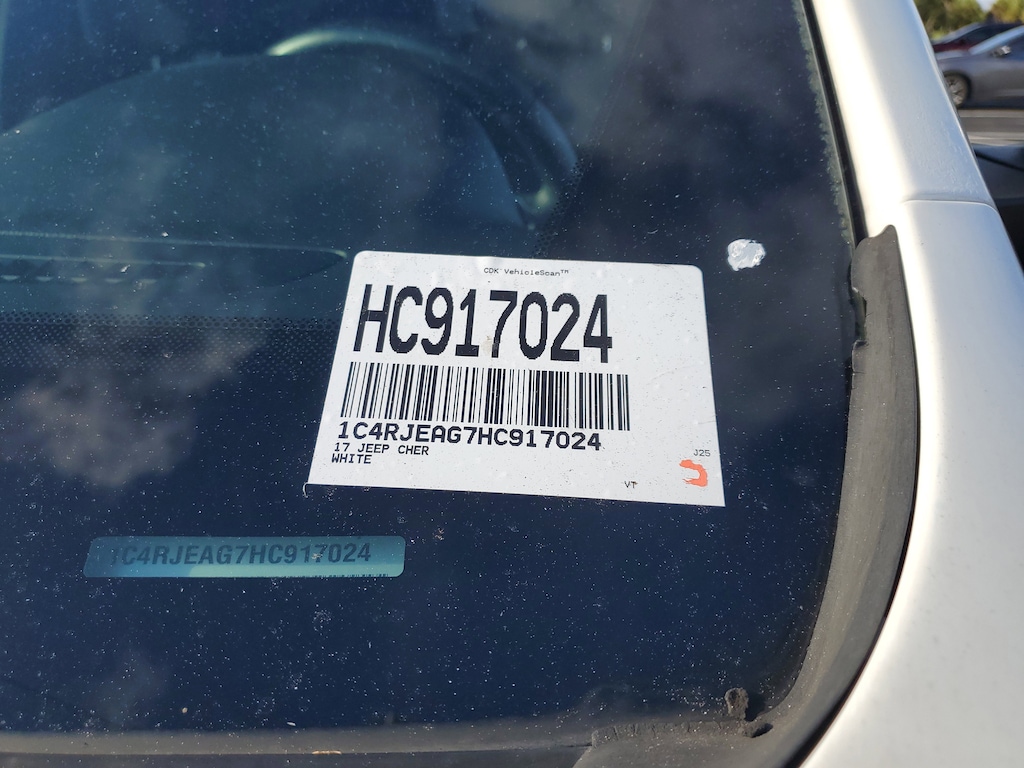 CDK VehicleScan™
HC917024
1C4RJEAG7HC917024
17 JEEP CHER
WHITE
J25
VT
1C4RJEAG7HC917024